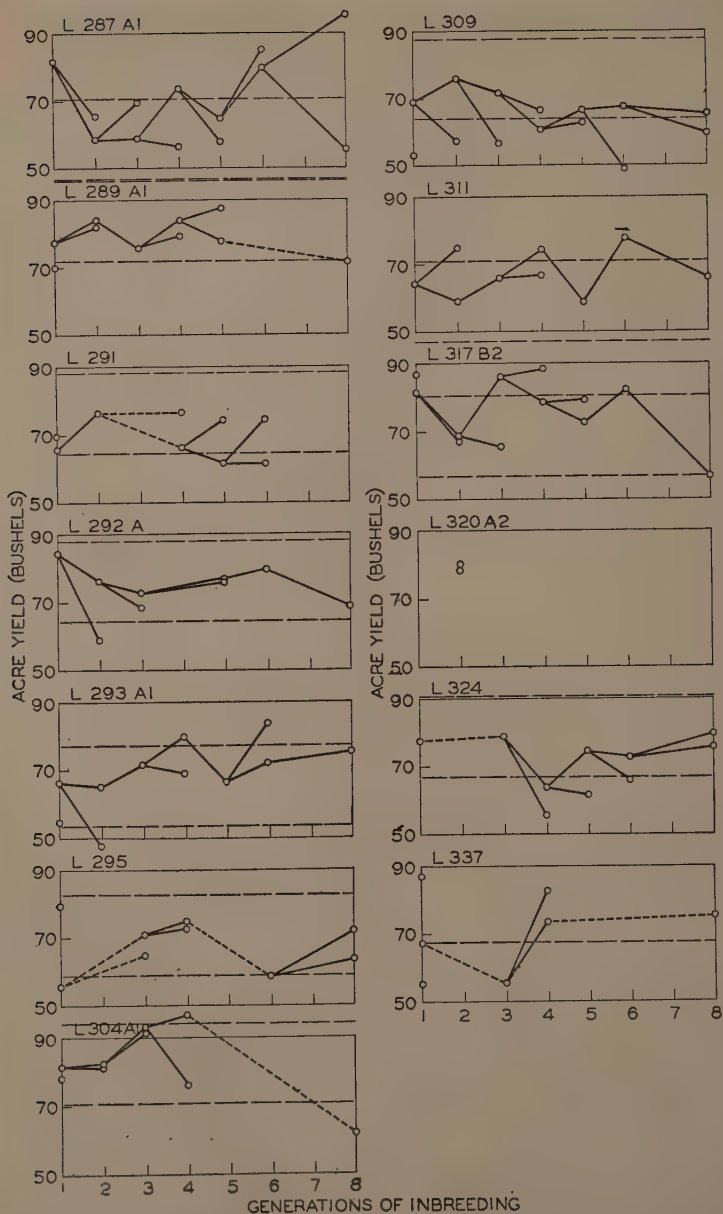 L 287 A1
90
70
50
L 289 A1
90
70
50
L 291
90
70
50
L 292 A
90
70
50
L 293 A1
90
70
50
L 295
90
70
50
L 304 A1
90
70
50
1 2 3 4 5 6 7 8
ACRE YIELD (BUSHELS)
L 309
90
70
50
L 311
90
70
50
L 317 B2
90
70
50
L 320 A2
90
70
50
L 324
90
70
50
L 337
90
70
50
1 2 3 4 5 6 7 8
ACRE YIELD (BUSHELS)
GENERATIONS OF INBREEDING